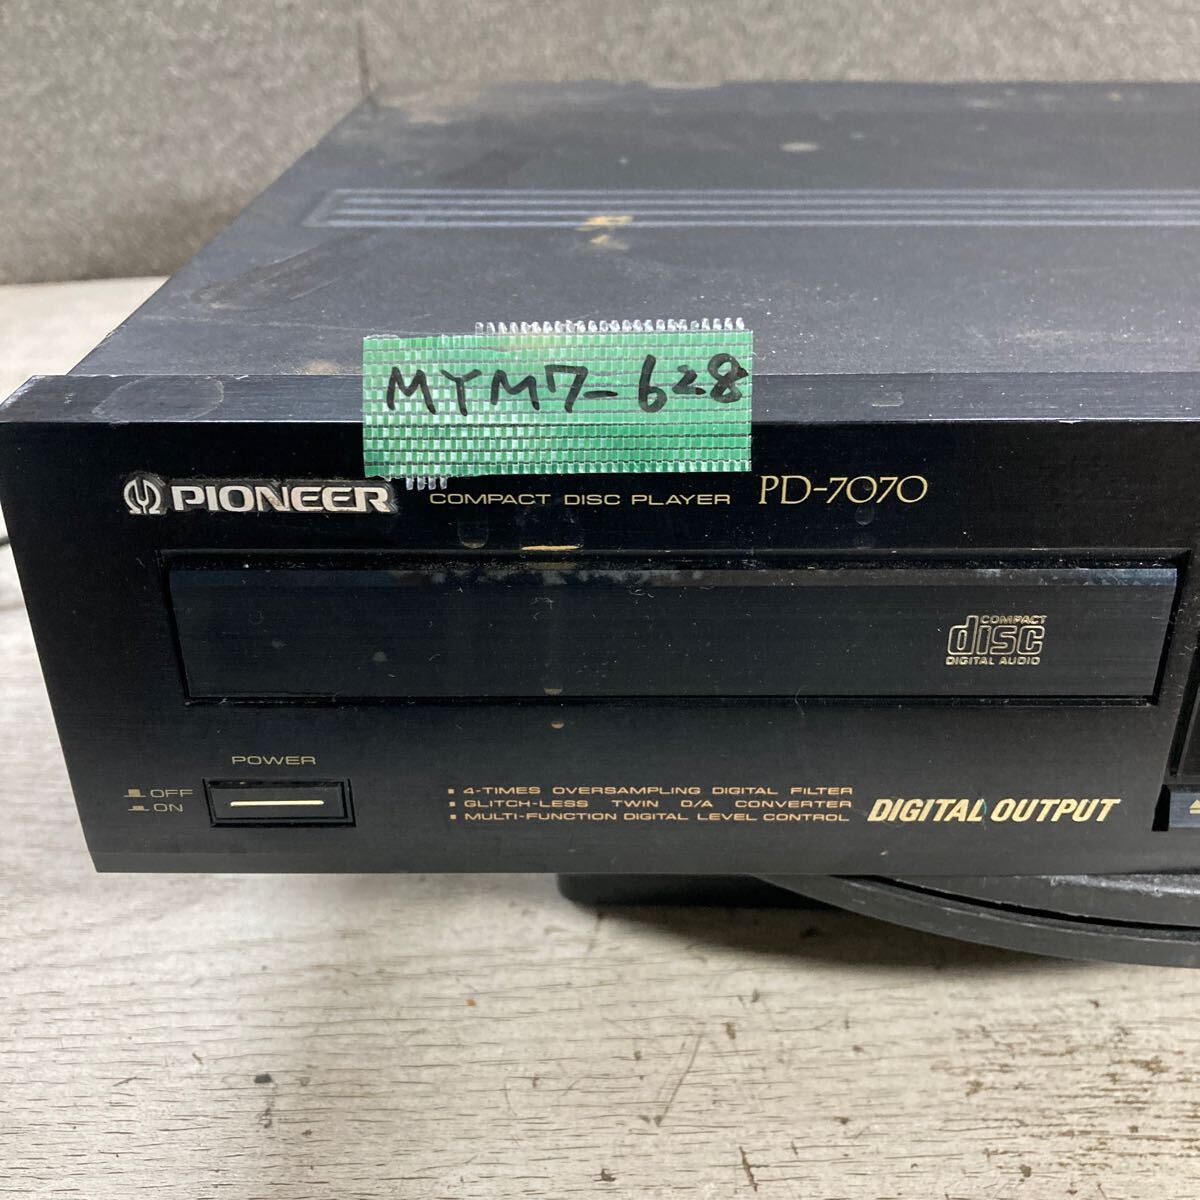 MYM7-628
PIONEER COMPACT DISC PLAYER PD-7070
COMPACT
disc
DIGITAL AUDIO
POWER
OFF
ON
4-TIMES OVERSAMPLING DIGITAL FILTER
GLITCH-LESS TWIN D/A CONVERTER
MULTI-FUNCTION DIGITAL LEVEL CONTROL
DIGITAL OUTPUT